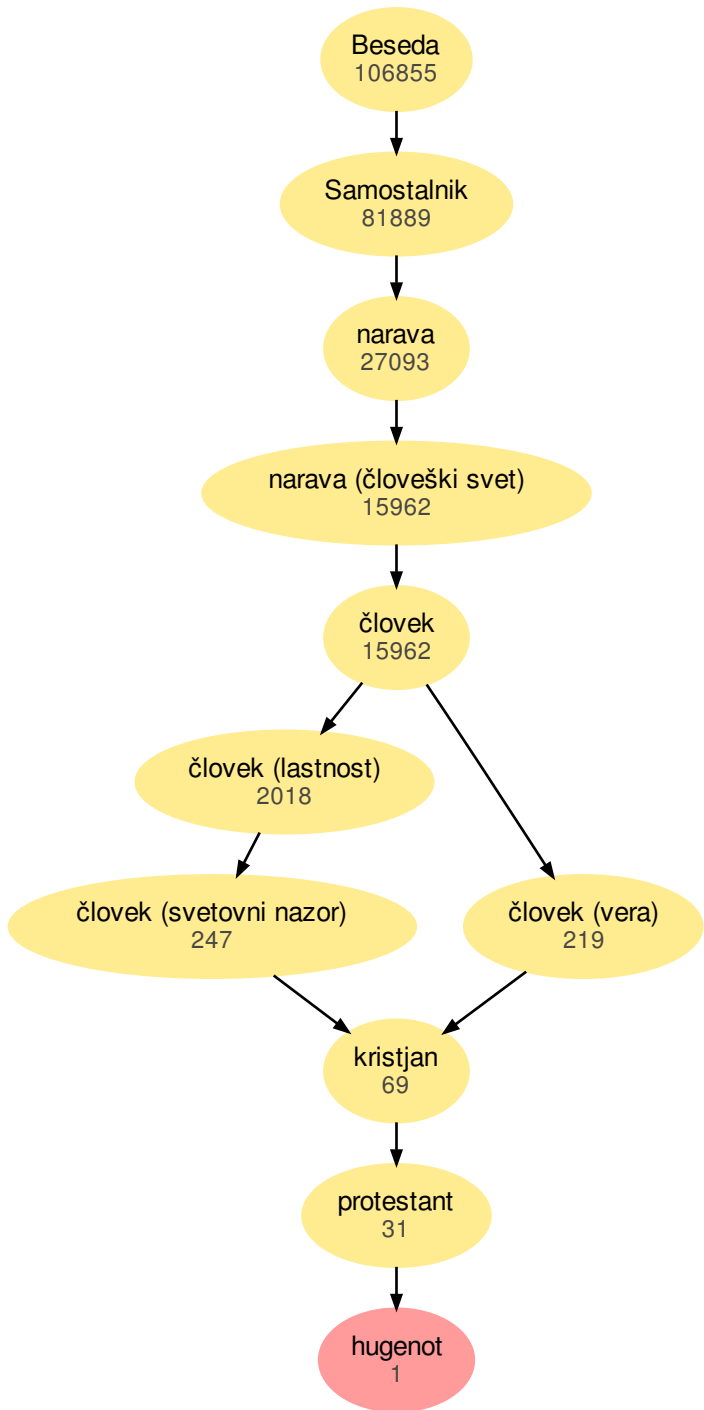 Beseda
106855
Samostalnik
81889
narava
27093
narava (človeški svet)
15962
človek
15962
človek (lastnost)
2018
človek (svetovni nazor)
247
človek (vera)
219
kristjan
69
protestant
31
hugenot
1